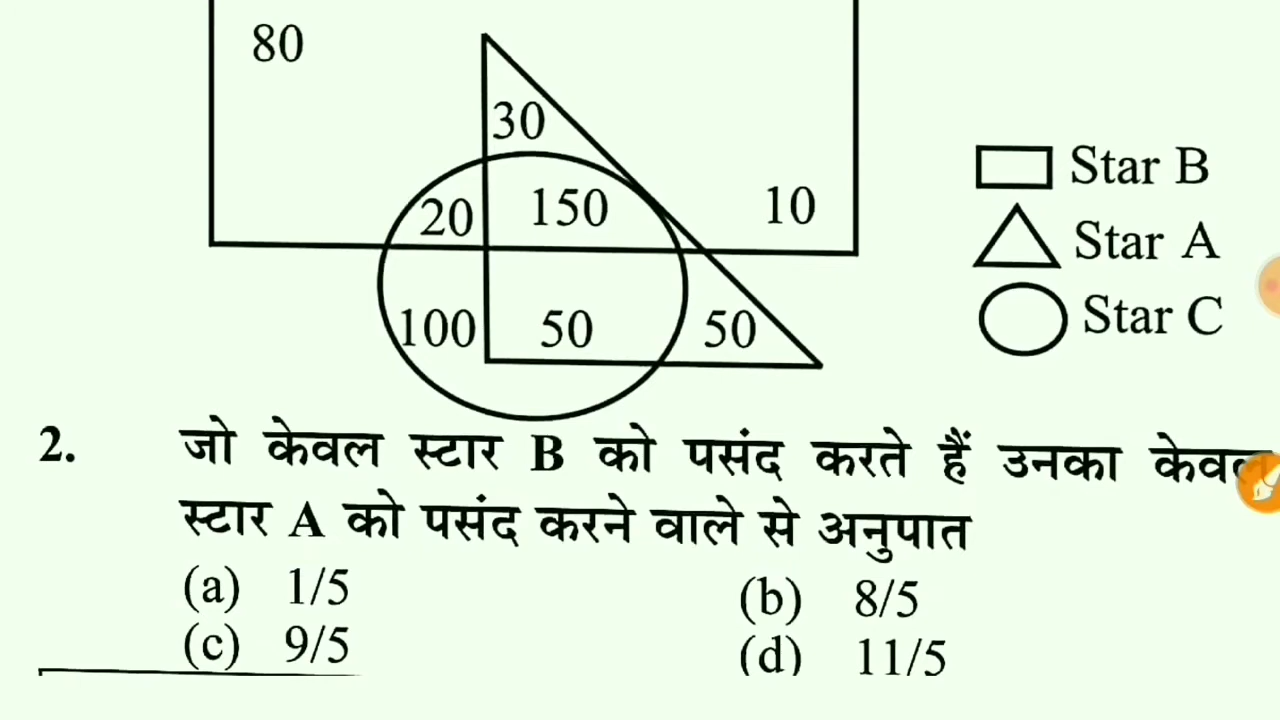 80
30
Star B
20 150 10
Star A
100 50 50
Star C
2. जो केवल स्टार B को पसंद करते हैं उनका केवल
स्टार A को पसंद करने वाले से अनुपात
(a) 1/5 (b) 8/5
(c) 9/5 (d) 11/5